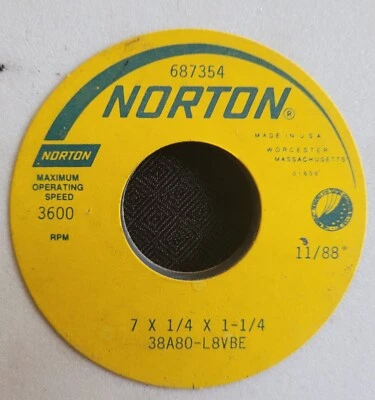 687354
NORTON®
MADE IN U.S.A.
WORCESTER
MASSACHUSETTS
NORTON
MAXIMUM
OPERATING
SPEED
3600
RPM
11/88
7 X 1/4 X 1-1/4
38A80-L8VBE